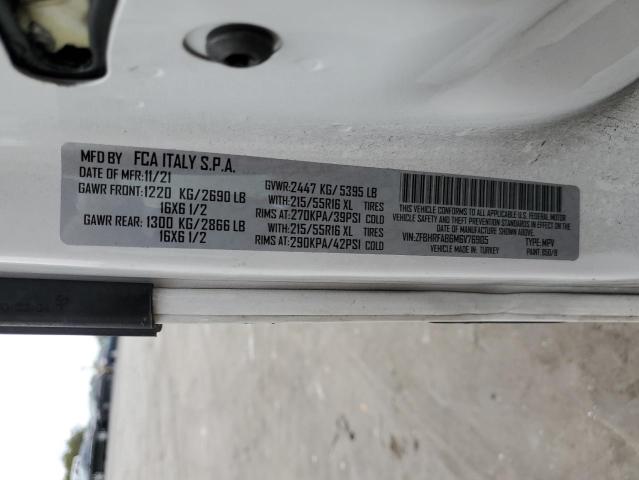 MFD BY FCA ITALY S.P.A.
DATE OF MFR:11/21
GVWR:2447 KG/5395 LB
GAWR FRONT:1220 KG/2690 LB
WITH:215/55R16 XL TIRES
16X6 1/2
RIMS AT:270KPA/39PSI COLD
GAWR REAR:1300 KG/2866 LB
WITH:215/55R16 XL TIRES
16X6 1/2
RIMS AT:290KPA/42PSI COLD
THIS VEHICLE CONFORMS TO ALL APPLICABLE U.S.A. FEDERAL MOTOR
VEHICLE SAFETY AND THEFT PREVENTION STANDARDS IN EFFECT ON THE
DATE OF MANUFACTURE SHOWN ABOVE.
VIN:ZFBHRFAB6M6V76905 TYPE: MPV
VEHICLE MADE IN: TURKEY PAINT: 050/B